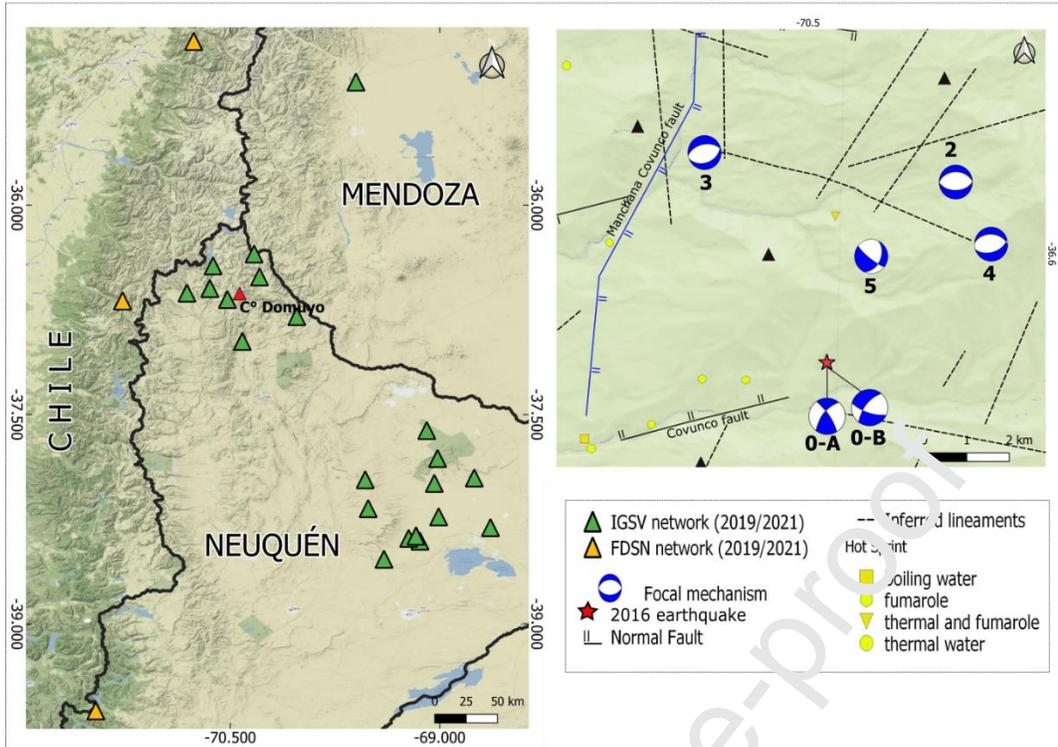 -70.5
MENDOZA
-36.000
-36.000
C° Domuyo
CHILE
-37.500
-37.500
NEUQUÉN
-39.000
-39.000
0 25 50 km
-70.500
-69.000
Manchana Covunco fault
2
3
4
5
-36.6
0-A
0-B
Covunco fault
1 2 km
IGSV network (2019/2021)
FDSN network (2019/2021)
Focal mechanism
2016 earthquake
Normal Fault
Inferred lineaments
Hot
boiling water
fumarole
thermal and fumarole
thermal water
e-proof